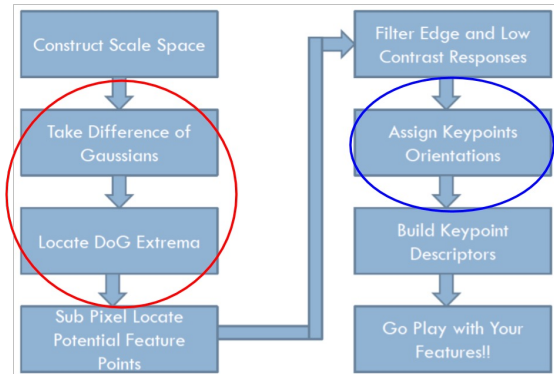 Construct Scale Space
Take Difference of
Gaussians
Locate DoG Extrema
Sub Pixel Locate
Potential Feature
Points
Filter Edge and Low
Contrast Responses
Assign Keypoints
Orientations
Build Keypoint
Descriptors
Go Play with Your
Features!!